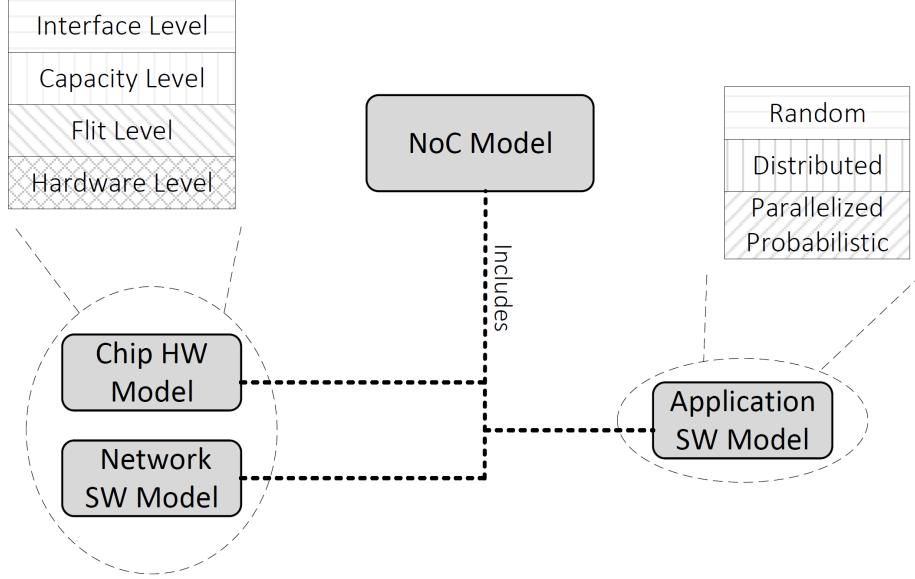 Interface Level
Capacity Level
Flit Level
Hardware Level
NoC Model
Random
Distributed
Parallelized
Probabilistic
Includes
Chip HW
Model
Network
SW Model
Application
SW Model